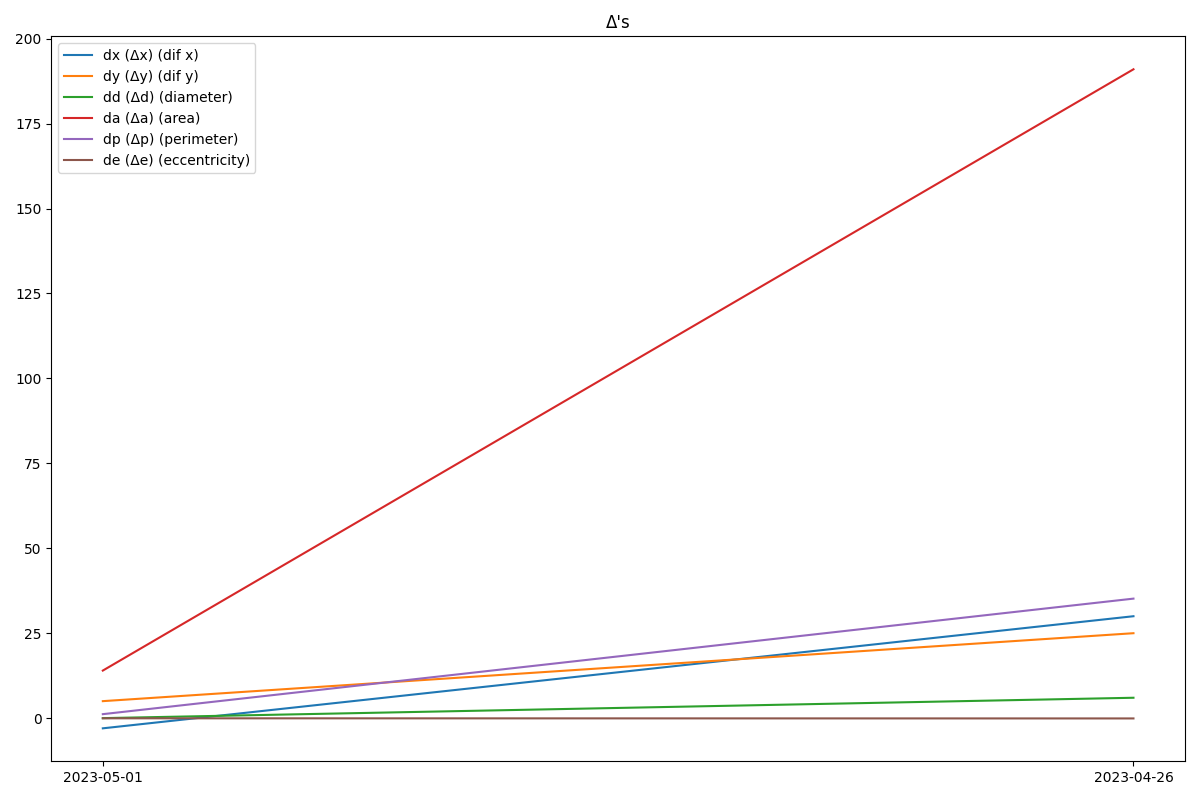 Δ's
dx (Δx) (dif x)
dy (Δy) (dif y)
dd (Δd) (diameter)
da (Δa) (area)
dp (Δp) (perimeter)
de (Δe) (eccentricity)
200
175
150
125
100
75
50
25
0
2023-05-01 2023-04-26